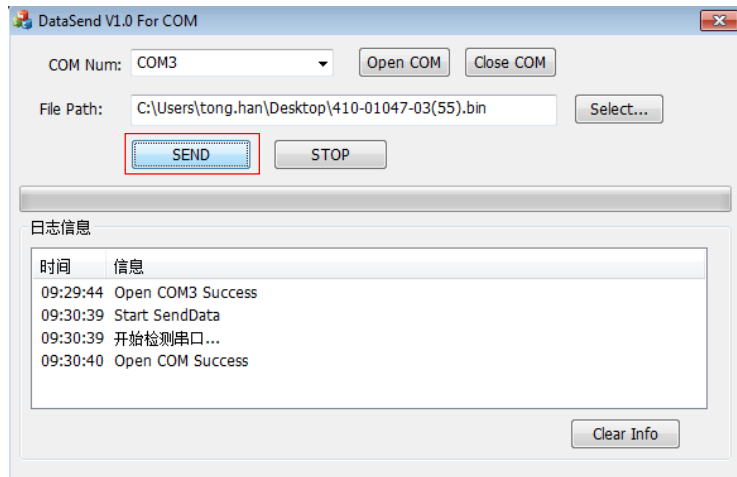 DataSend V1.0 For COM
COM Num: COM3 Open COM Close COM
File Path: C:\Users\tong.han\Desktop\410-01047-03(55).bin Select...
SEND STOP
日志信息
时间 信息
09:29:44 Open COM3 Success
09:30:39 Start SendData
09:30:39 开始检测串口...
09:30:40 Open COM Success
Clear Info